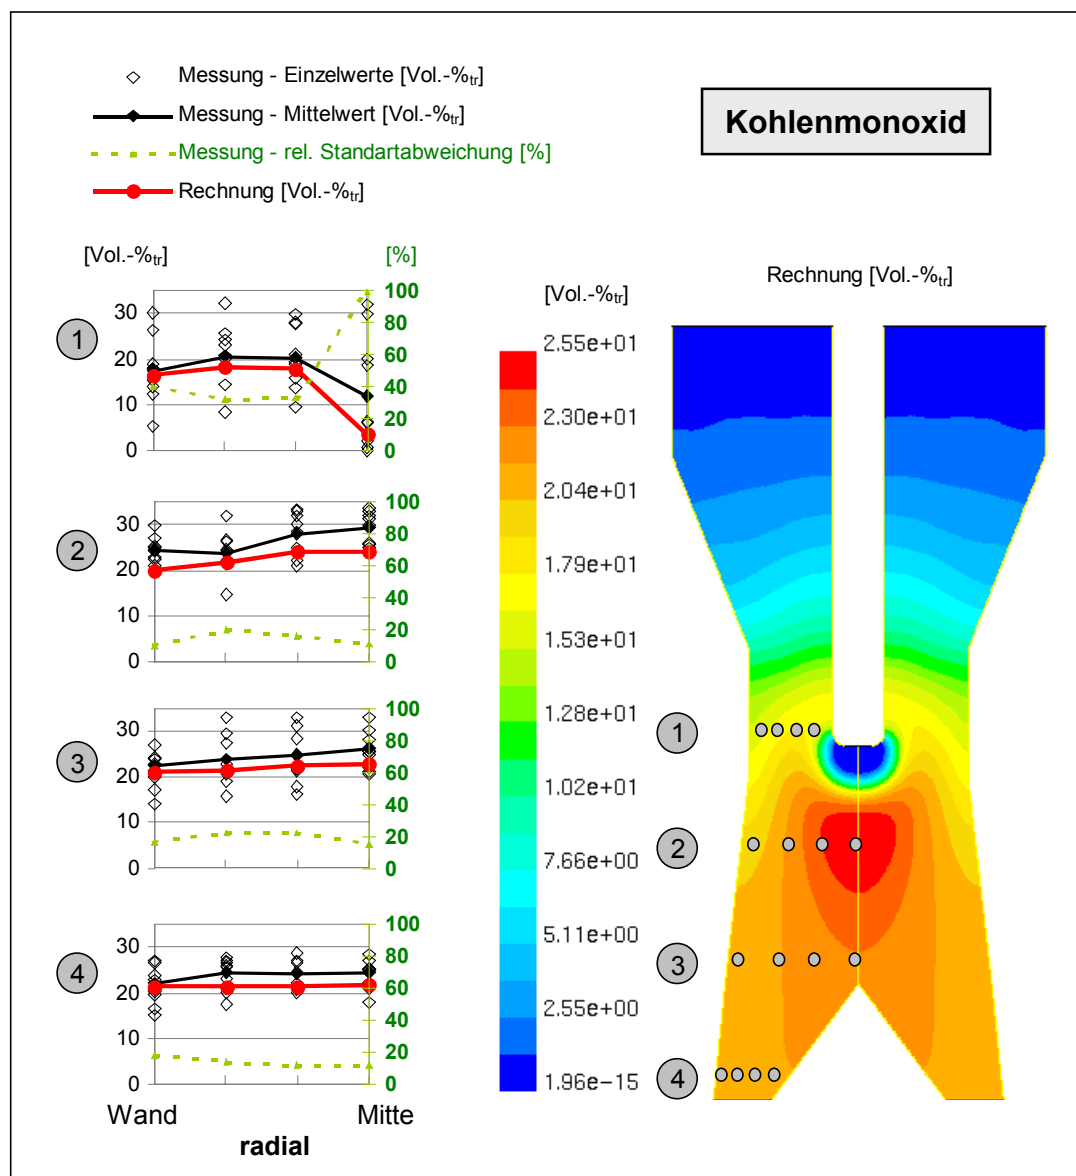 Messung - Einzelwerte [Vol.-%tr]
Messung - Mittelwert [Vol.-%tr]
Messung - rel. Standartabweichung [%]
Rechnung [Vol.-%tr]
Kohlenmonoxid
[Vol.-%tr]
[%]
1
30
20
10
0
100
80
60
40
20
0
2
30
20
10
0
100
80
60
40
20
0
3
30
20
10
0
100
80
60
40
20
0
4
30
20
10
0
100
80
60
40
20
0
Wand
Mitte
radial
[Vol.-%tr]
2.55e+01
2.30e+01
2.04e+01
1.79e+01
1.53e+01
1.28e+01
1.02e+01
7.66e+00
5.11e+00
2.55e+00
1.96e-15
Rechnung [Vol.-%tr]
1
2
3
4